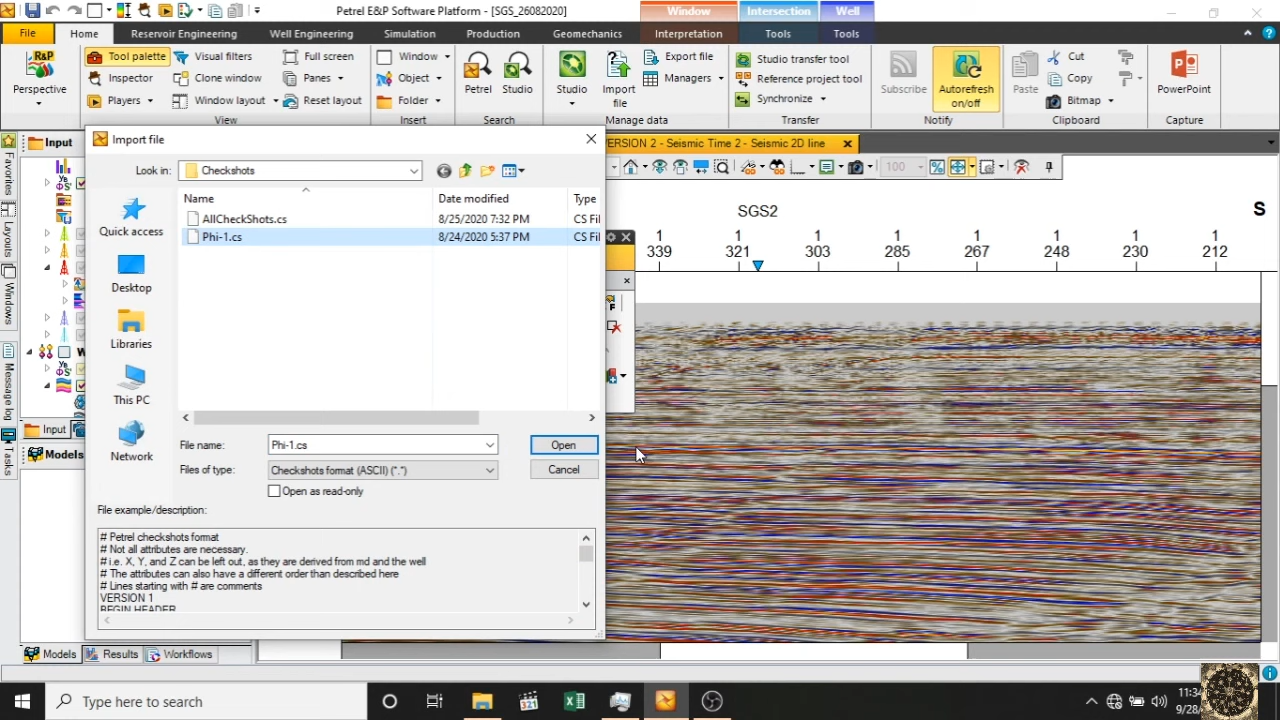 Petrel E&P Software Platform - [SGS_26082020]
Window
Intersection
Well
File
Home
Reservoir Engineering
Well Engineering
Simulation
Production
Geomechanics
Interpretation
Tools
Tools
R&P
Perspective
Tool palette
Inspector
Players
Visual filters
Clone window
Window layout
Full screen
Panes
Reset layout
View
Window
Object
Folder
Insert
Petrel
Studio
Search
Studio
Import
file
Export file
Managers
Manage data
Studio transfer tool
Reference project tool
Synchronize
Transfer
Subscribe
Autorefresh
on/off
Notify
Paste
Cut
Copy
Bitmap
Clipboard
PowerPoint
Capture
Favorites
Layouts
Windows
Message log
Tasks
Input
Import file
VERSION 2 - Seismic Time 2 - Seismic 2D line
Look in:
Checkshots
100
Name
Date modified
Type
AllCheckShots.cs
8/25/2020 7:32 PM
CS Fil
Phi-1.cs
8/24/2020 5:37 PM
CS Fil
Quick access
Desktop
Libraries
This PC
Network
SGS2
S
1 1 1 1 1 1 1 1
339 321 303 285 267 248 230 212
W
Input
Models
File name:
Phi-1.cs
Open
Files of type:
Checkshots format (ASCII) (*.*)
Cancel
Open as read-only
File example/description:
# Petrel checkshots format
# Not all attributes are necessary.
# i.e. X, Y, and Z can be left out, as they are derived from md and the well
# The attributes can also have a different order than described here
# Lines starting with # are comments
VERSION 1
BEGIN HEADER
Models
Results
Workflows
Type here to search
11:34
9/28/